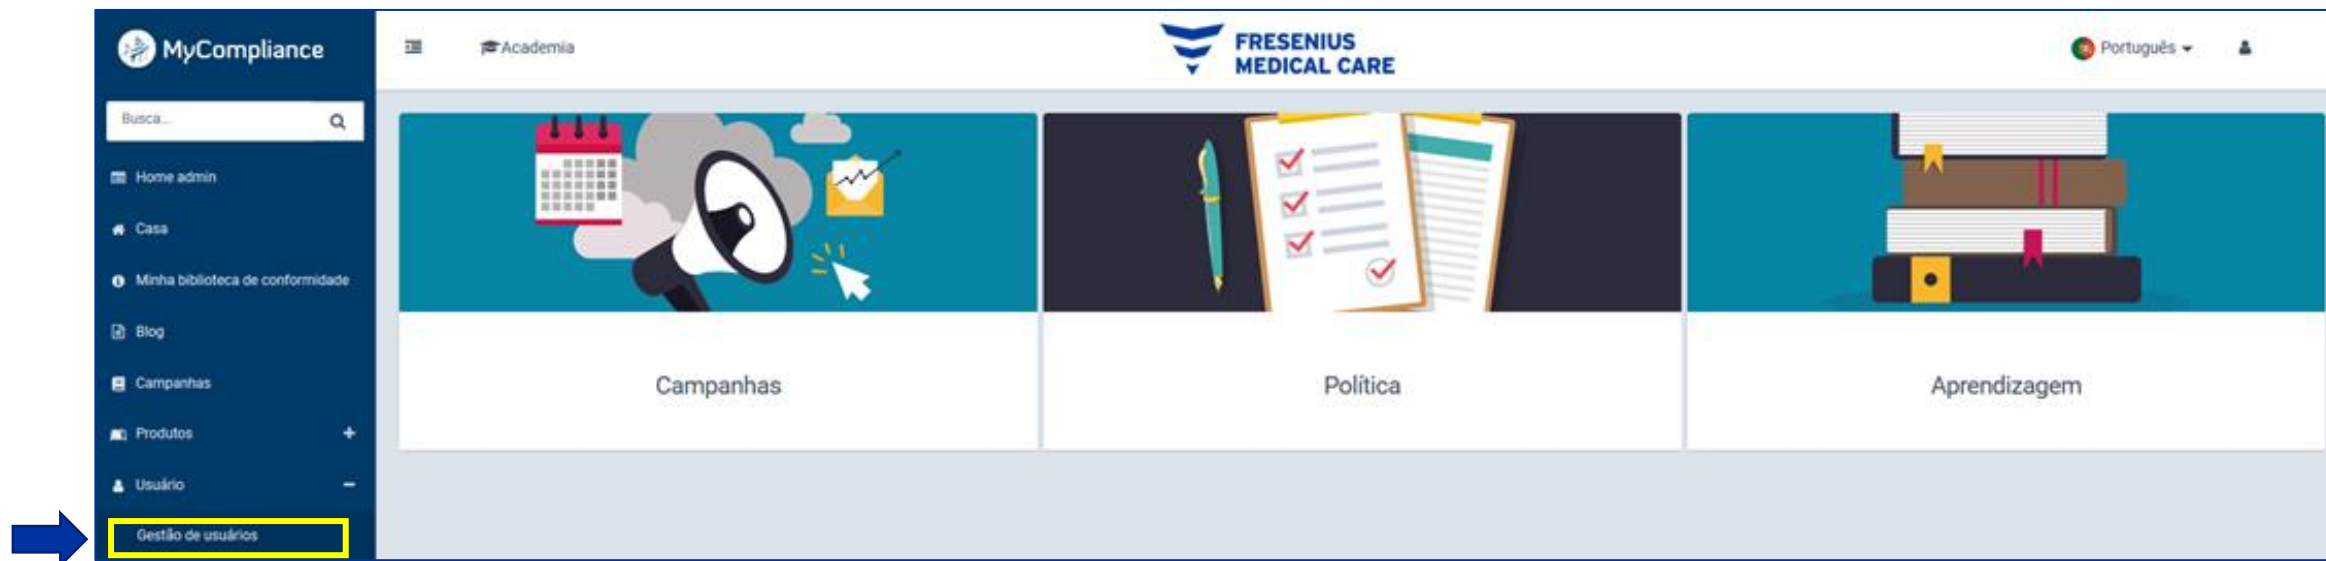 MyCompliance
Academia
FRESENIUS
MEDICAL CARE
Português
Busca...
Home admin
Casa
Minha biblioteca de conformidade
Blog
Campanhas
Produtos
Usuário
Gestão de usuários
Campanhas
Política
Aprendizagem